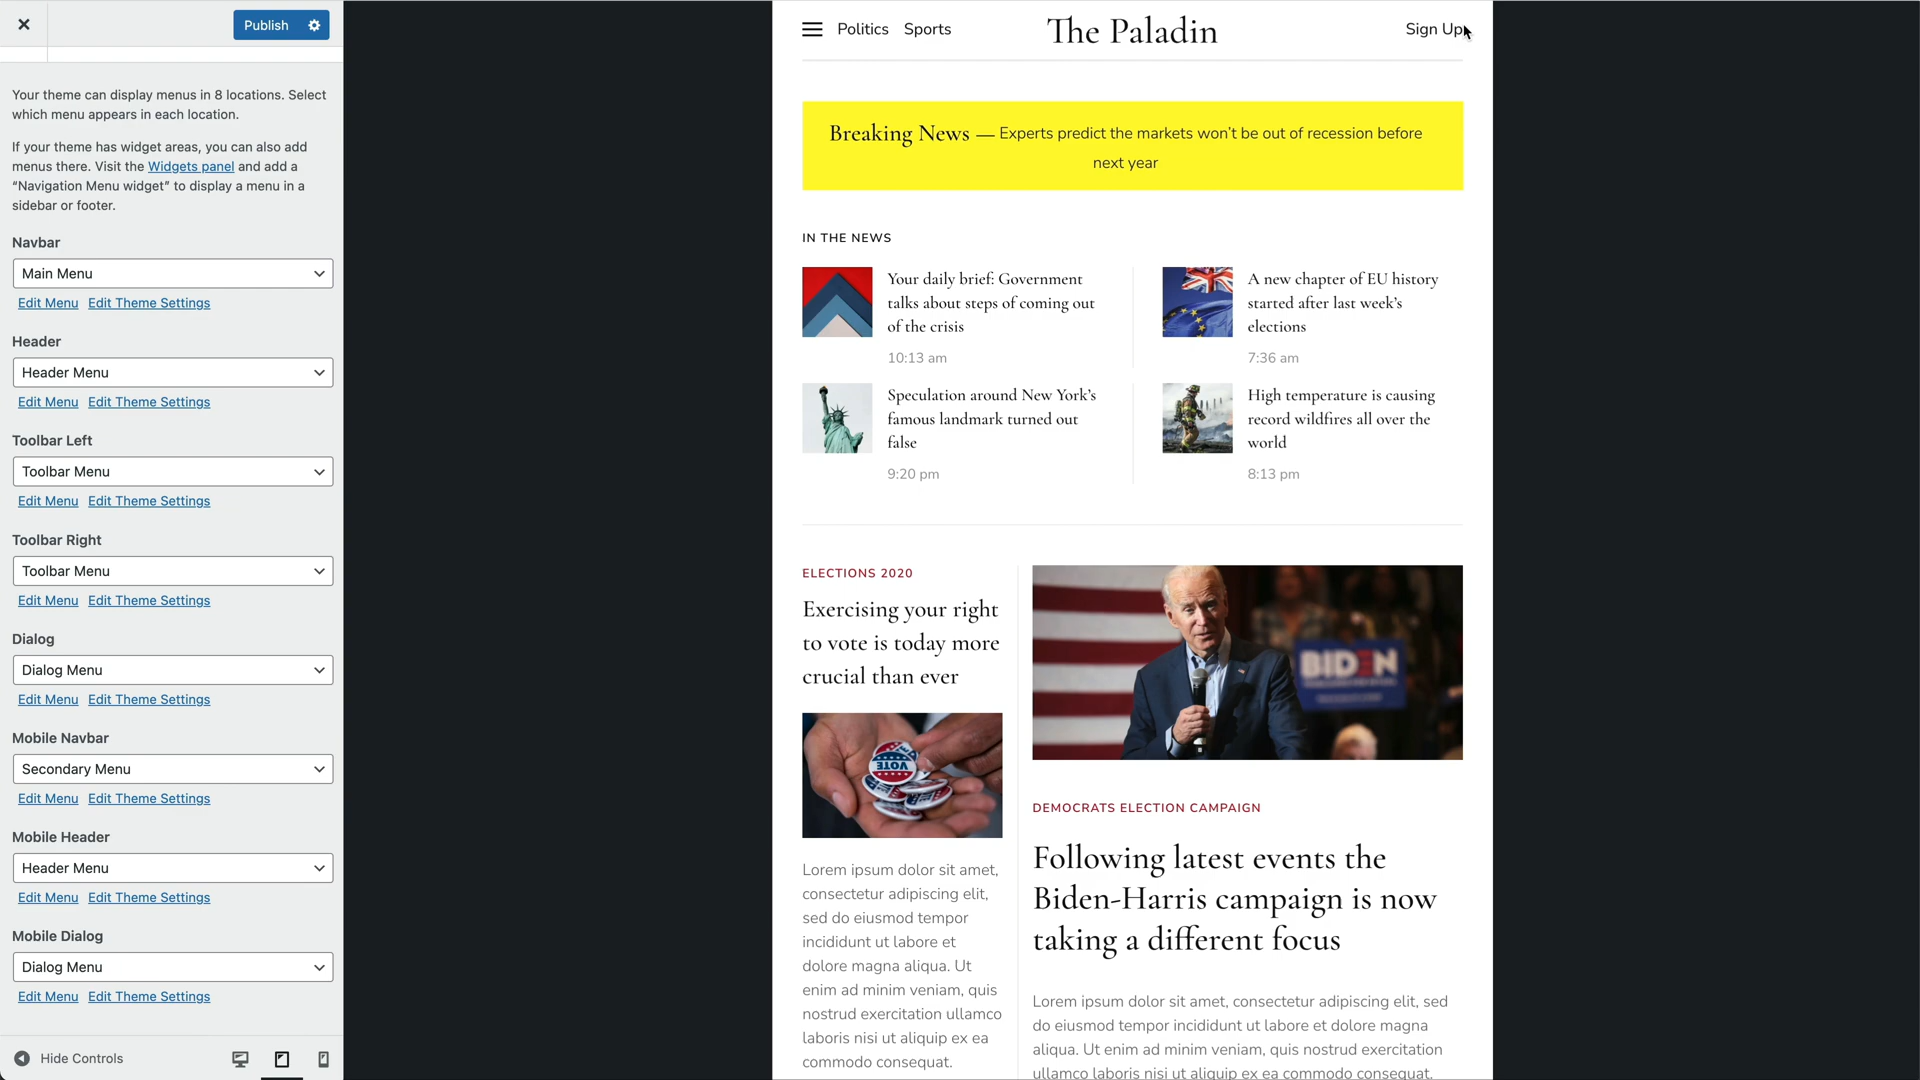 Publish
Your theme can display menus in 8 locations. Select
which menu appears in each location.
If your theme has widget areas, you can also add
menus there. Visit the Widgets panel and add a
“Navigation Menu widget” to display a menu in a
sidebar or footer.
Navbar
Main Menu
Edit Menu Edit Theme Settings
Header
Header Menu
Edit Menu Edit Theme Settings
Toolbar Left
Toolbar Menu
Edit Menu Edit Theme Settings
Toolbar Right
Toolbar Menu
Edit Menu Edit Theme Settings
Dialog
Dialog Menu
Edit Menu Edit Theme Settings
Mobile Navbar
Secondary Menu
Edit Menu Edit Theme Settings
Mobile Header
Header Menu
Edit Menu Edit Theme Settings
Mobile Dialog
Dialog Menu
Edit Menu Edit Theme Settings
Hide Controls
Politics Sports
The Paladin
Sign Up
Breaking News — Experts predict the markets won’t be out of recession before
next year
IN THE NEWS
Your daily brief: Government
talks about steps of coming out
of the crisis
10:13 am
A new chapter of EU history
started after last week’s
elections
7:36 am
Speculation around New York’s
famous landmark turned out
false
9:20 pm
High temperature is causing
record wildfires all over the
world
8:13 pm
ELECTIONS 2020
Exercising your right
to vote is today more
crucial than ever
VOTE
Lorem ipsum dolor sit amet,
consectetur adipiscing elit,
sed do eiusmod tempor
incididunt ut labore et
dolore magna aliqua. Ut
enim ad minim veniam, quis
nostrud exercitation ullamco
laboris nisi ut aliquip ex ea
commodo consequat.
BIDEN
DEMOCRATS ELECTION CAMPAIGN
Following latest events the
Biden-Harris campaign is now
taking a different focus
Lorem ipsum dolor sit amet, consectetur adipiscing elit, sed
do eiusmod tempor incididunt ut labore et dolore magna
aliqua. Ut enim ad minim veniam, quis nostrud exercitation
ullamco laboris nisi ut aliquip ex ea commodo consequat.